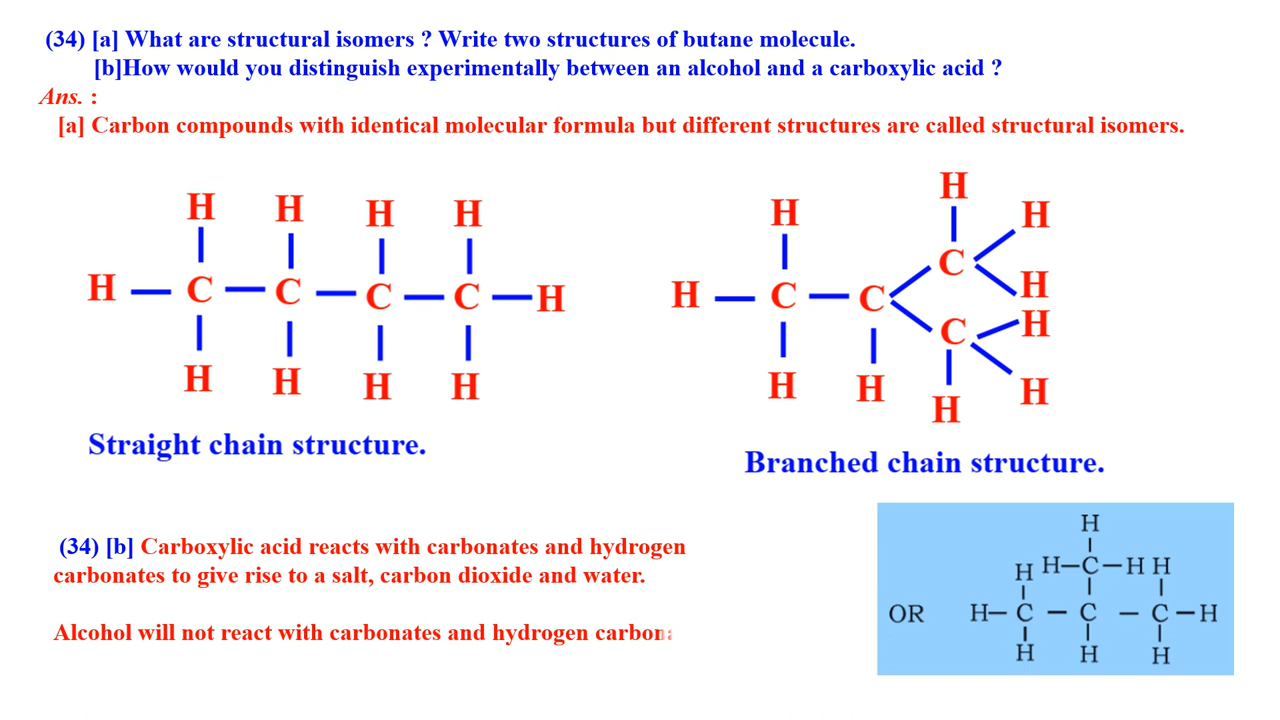 (34) [a] What are structural isomers ? Write two structures of butane molecule.
[b]How would you distinguish experimentally between an alcohol and a carboxylic acid ?
Ans. :
[a] Carbon compounds with identical molecular formula but different structures are called structural isomers.
H H H H
H C C C C H
H H H H
Straight chain structure.
H
H H
C
H C C H
C H
H H H
H
Branched chain structure.
(34) [b] Carboxylic acid reacts with carbonates and hydrogen
carbonates to give rise to a salt, carbon dioxide and water.
Alcohol will not react with carbonates and hydrogen carbona
H
H H–C–H H
OR H–C – C – C–H
H H H